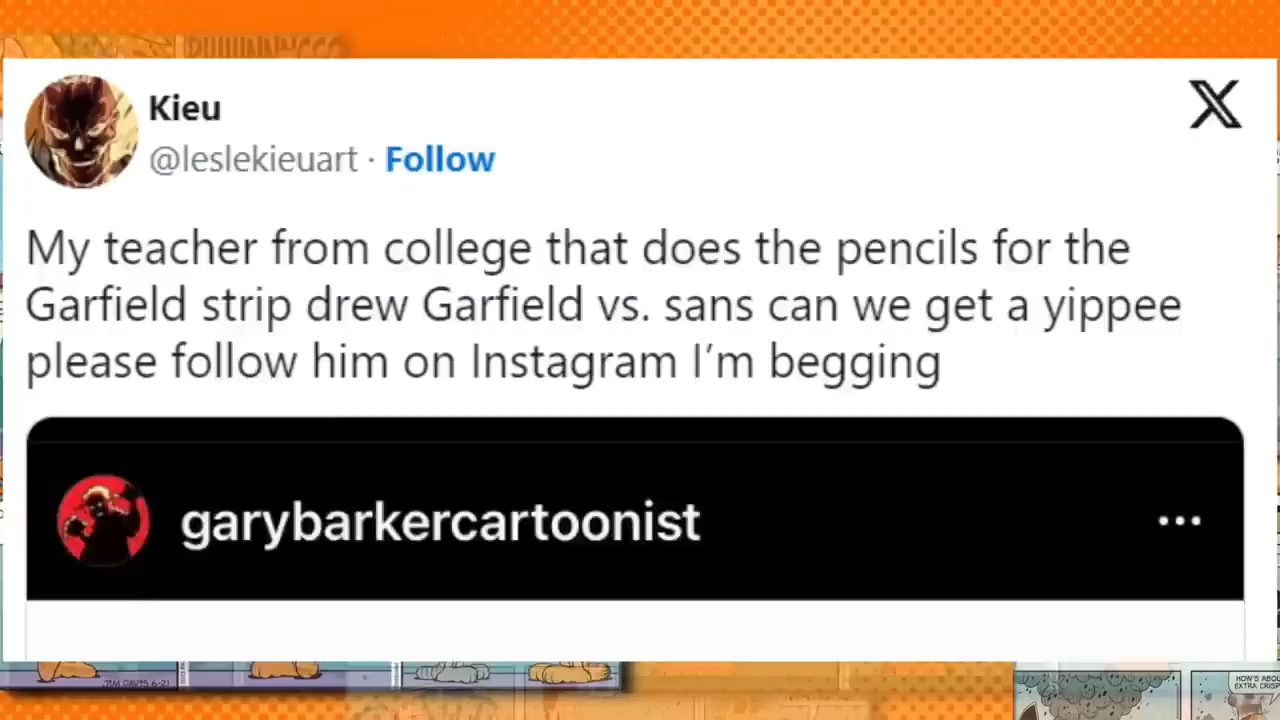 Kieu
@leslekieuart · Follow
My teacher from college that does the pencils for the
Garfield strip drew Garfield vs. sans can we get a yippee
please follow him on Instagram I'm begging
garybarkercartoonist
JIM DAVIS 6-21
HOW'S ABOU
EXTRA CRISP